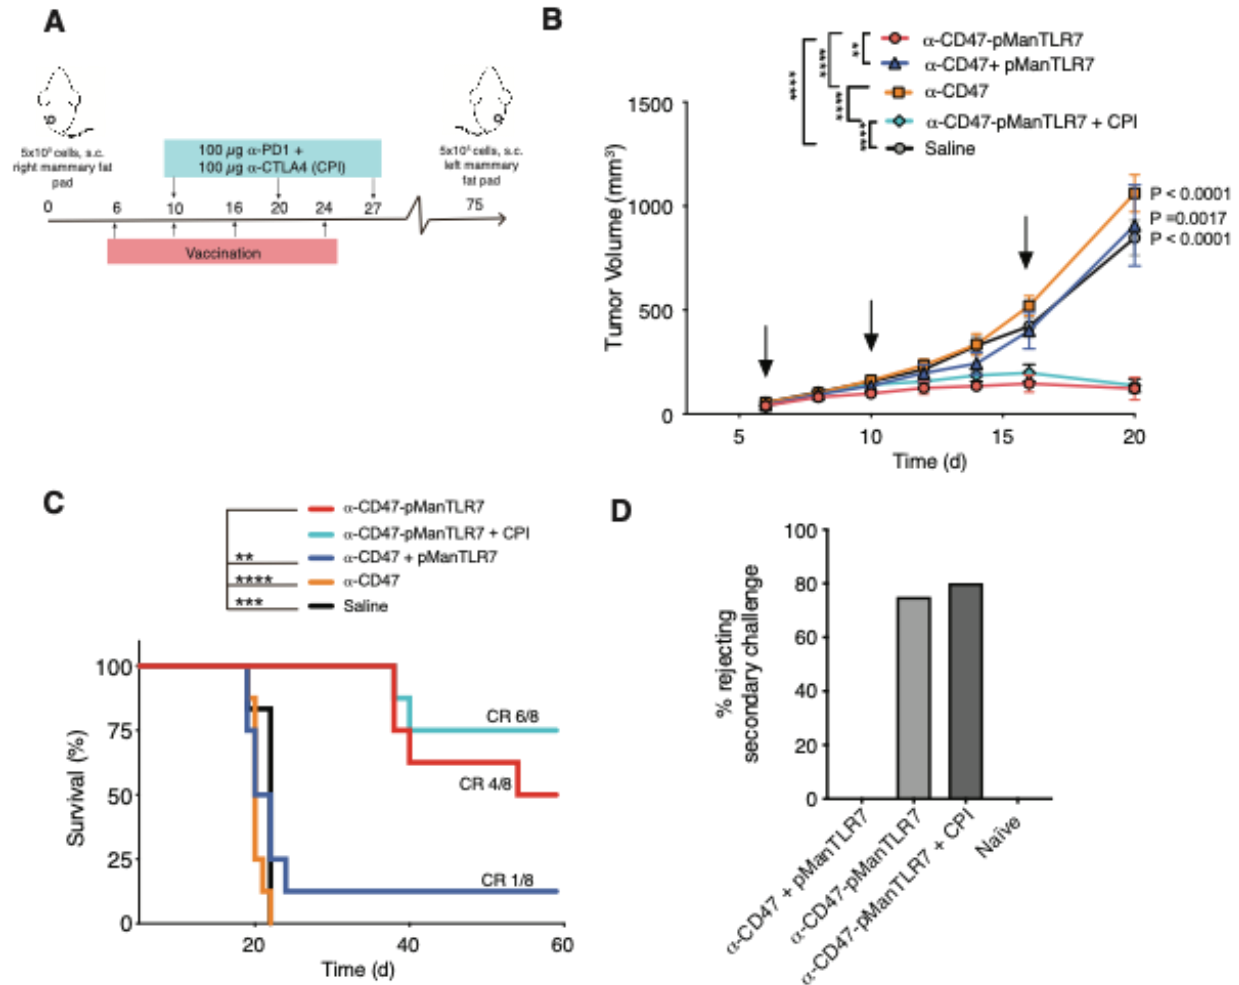 A
5x10⁵ cells, s.c.
right mammary fat
pad
100 µg α-PD1 +
100 µg α-CTLA4 (CPI)
5x10⁵ cells, s.c.
left mammary
fat pad
0
6
10
16
20
24
27
75
Vaccination
B
α-CD47-pManTLR7
α-CD47+ pManTLR7
α-CD47
α-CD47-pManTLR7 + CPI
Saline
****
****
**
****
****
Tumor Volume (mm³)
1500
1000
500
0
P < 0.0001
P =0.0017
P < 0.0001
5
10
15
20
Time (d)
C
α-CD47-pManTLR7
α-CD47-pManTLR7 + CPI
** α-CD47 + pManTLR7
**** α-CD47
*** Saline
Survival (%)
100
75
50
25
0
CR 6/8
CR 4/8
CR 1/8
20
40
60
Time (d)
D
% rejecting
secondary challenge
100
80
60
40
20
0
α-CD47 + pManTLR7
α-CD47-pManTLR7
α-CD47-pManTLR7 + CPI
Naïve